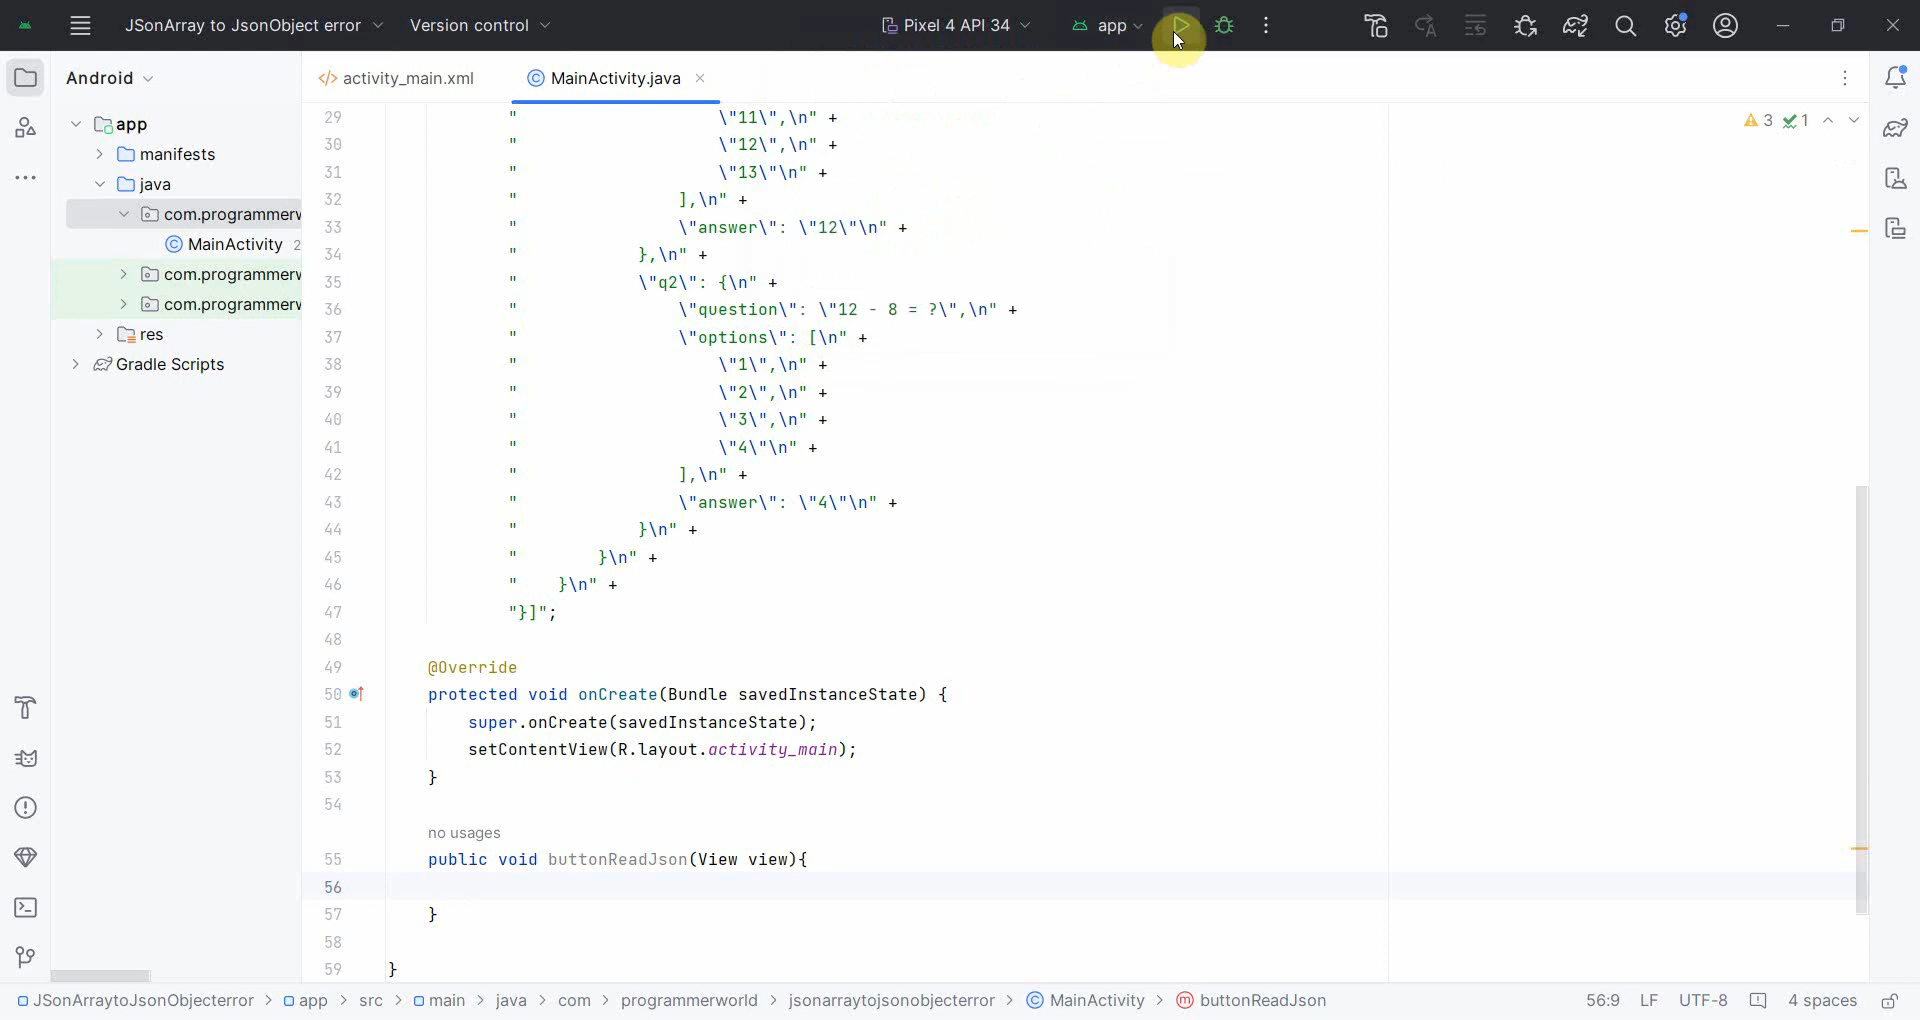 JSonArray to JsonObject error Version control Pixel 4 API 34 app
Android
activity_main.xml MainActivity.java
app
manifests
java
com.programmerw
MainActivity 2
com.programmerw
com.programmerw
res
Gradle Scripts
3 1
29 " \"11\",\n" +
30 " \"12\",\n" +
31 " \"13\"\n" +
32 " ],\n" +
33 " \"answer\": \"12\"\n" +
34 " },\n" +
35 " \"q2\": {\n" +
36 " \"question\": \"12 - 8 = ?\",\n" +
37 " \"options\": [\n" +
38 " \"1\",\n" +
39 " \"2\",\n" +
40 " \"3\",\n" +
41 " \"4\"\n" +
42 " ],\n" +
43 " \"answer\": \"4\"\n" +
44 " }\n" +
45 " }\n" +
46 " }\n" +
47 "}]";
48
49 @Override
50 protected void onCreate(Bundle savedInstanceState) {
51 super.onCreate(savedInstanceState);
52 setContentView(R.layout.activity_main);
53 }
54
no usages
55 public void buttonReadJson(View view){
56
57 }
58
59 }
JSonArraytoJsonObjecterror > app > src > main > java > com > programmerworld > jsonarraytojsonobjecterror > MainActivity > buttonReadJson 56:9 LF UTF-8 4 spaces